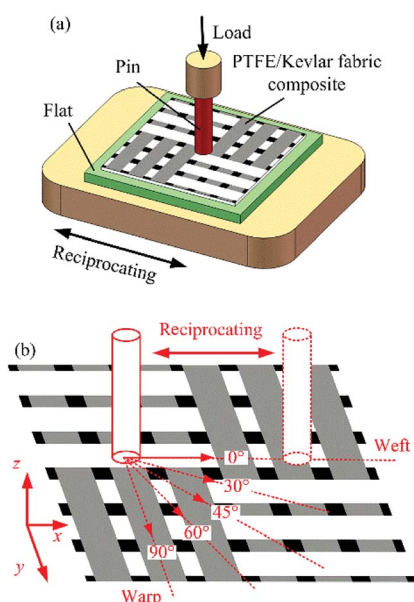 (a)
Load
PTFE/Kevlar fabric
composite
Pin
Flat
Reciprocating
(b)
Reciprocating
0°
Weft
30°
45°
60°
90°
Warp
z
x
y